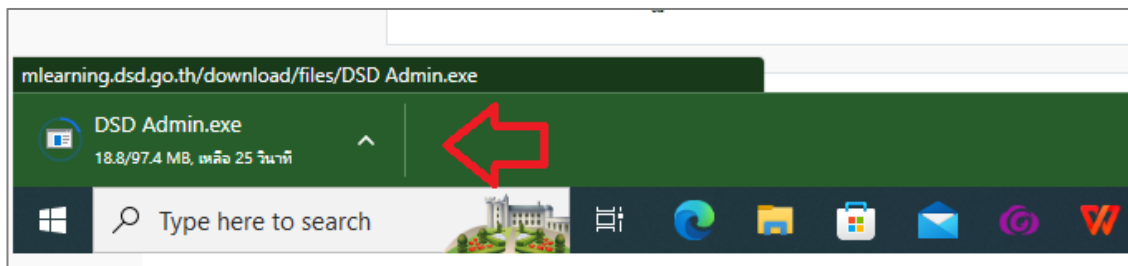 mlearning.dsd.go.th/download/files/DSD Admin.exe
DSD Admin.exe
18.8/97.4 MB, เหลือ 25 วินาที
Type here to search